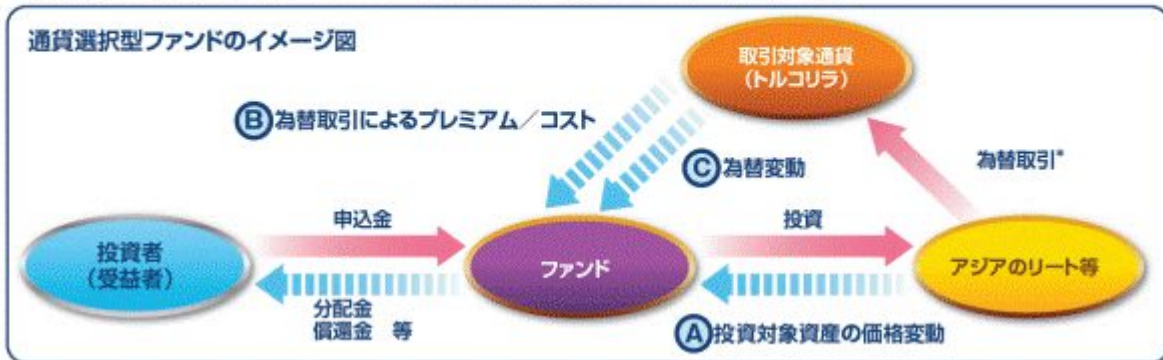 通貨選択型ファンドのイメージ図
取引対象通貨
(トルコリラ)
Ⓑ為替取引によるプレミアム／コスト
Ⓒ為替変動
為替取引*
申込金
投資
投資者
(受益者)
ファンド
アジアのリート等
分配金
償還金 等
Ⓐ投資対象資産の価格変動